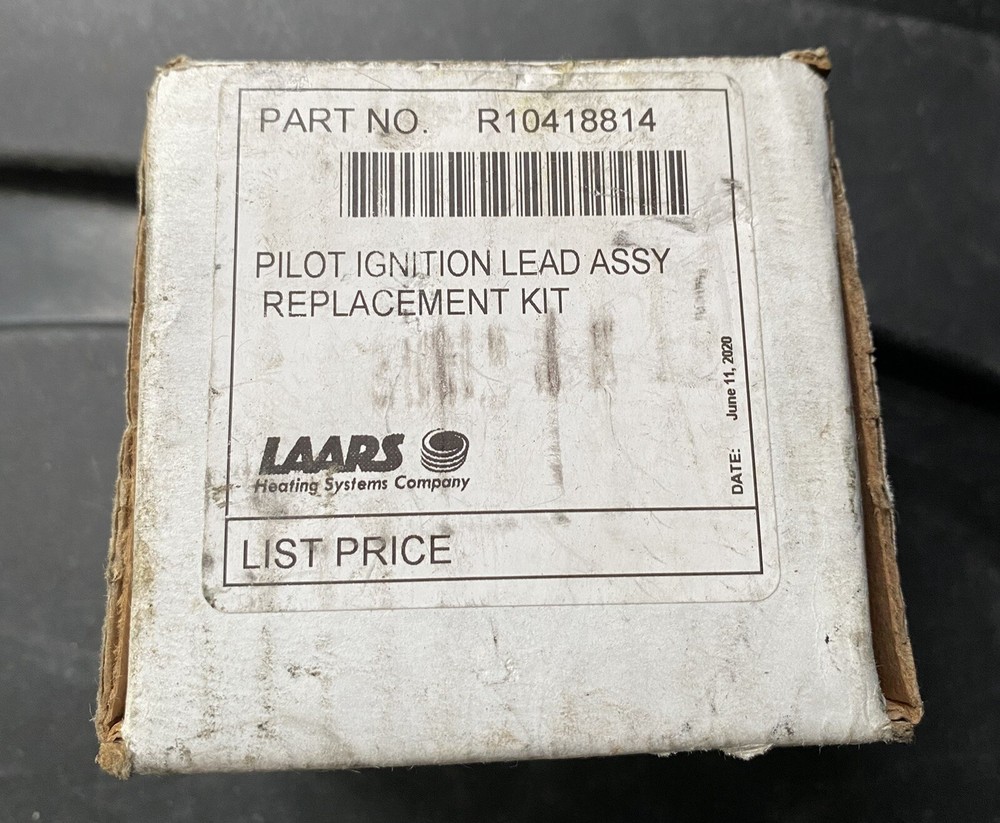 PART NO. R10418814
PILOT IGNITION LEAD ASSY
REPLACEMENT KIT
LAARS
Heating Systems Company
DATE: June 11, 2020
LIST PRICE